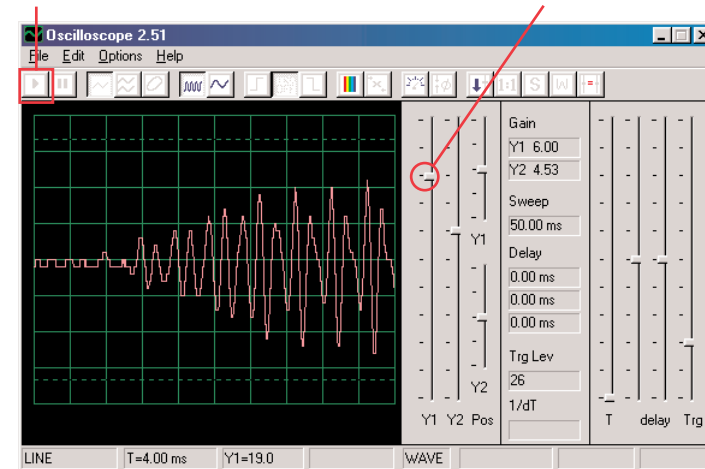 Oscilloscope 2.51
File Edit Options Help
1:1 S W
Gain
Y1 6.00
Y2 4.53
Sweep
50.00 ms
Y1
Delay
0.00 ms
0.00 ms
0.00 ms
Trg Lev
Y2
26
1/dT
Y1 Y2 Pos
T delay Trg
LINE T=4.00 ms Y1=19.0 WAVE